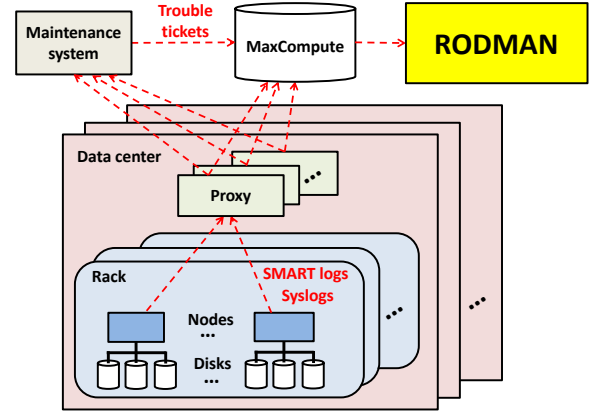 Maintenance
system
Trouble
tickets
MaxCompute
RODMAN
Data center
Proxy
...
Rack
SMART logs
Syslogs
Nodes
...
Disks
...
...
...